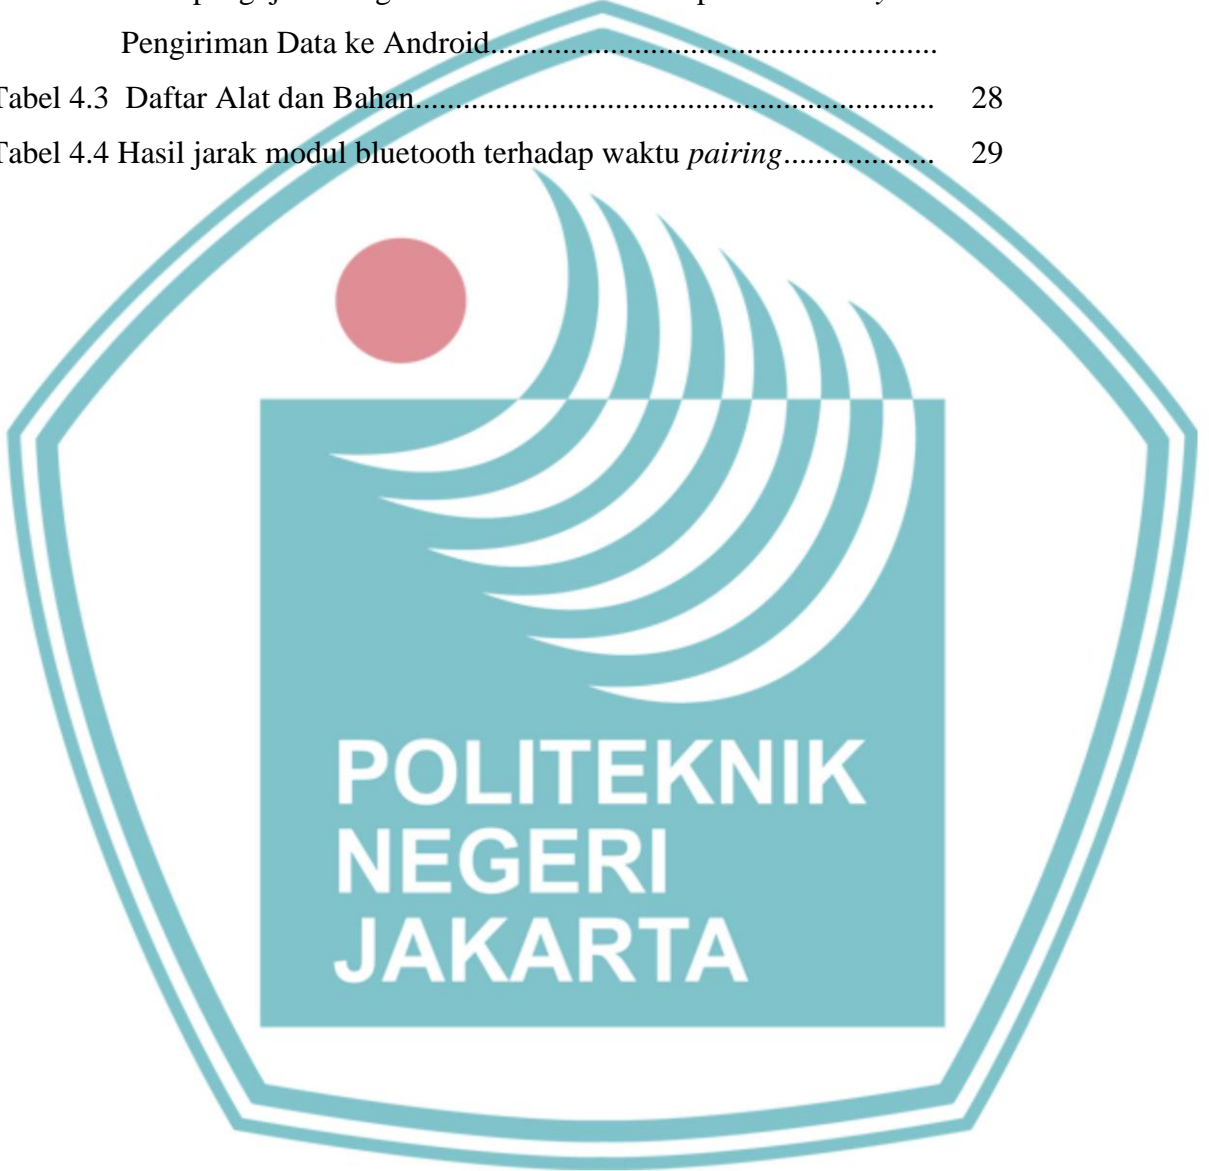 Pengiriman Data ke Android.......................................................
Tabel 4.3 Daftar Alat dan Bahan................................................................ 28
Tabel 4.4 Hasil jarak modul bluetooth terhadap waktu pairing................... 29
POLITEKNIK
NEGERI
JAKARTA